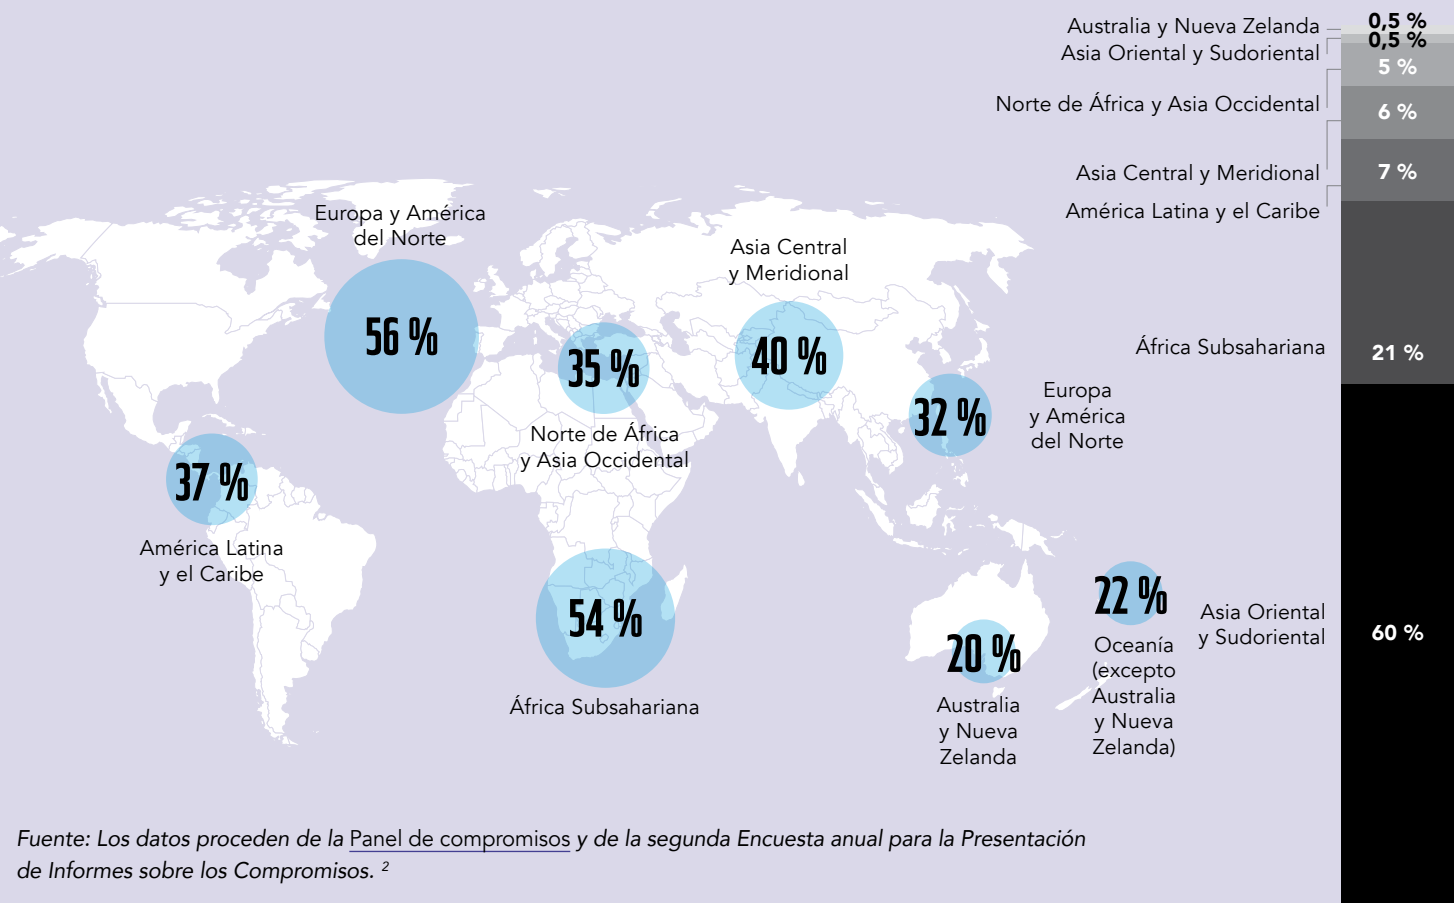 Australia y Nueva Zelanda
0,5 %
Asia Oriental y Sudoriental
0,5 %
5 %
Norte de África y Asia Occidental
6 %
Asia Central y Meridional
7 %
América Latina y el Caribe
África Subsahariana
21 %
Asia Oriental
y Sudoriental
60 %
Europa y América
del Norte
56 %
Asia Central
y Meridional
40 %
35 %
Norte de África
y Asia Occidental
32 %
Europa
y América
del Norte
37 %
América Latina
y el Caribe
54 %
África Subsahariana
20 %
Australia
y Nueva
Zelanda
22 %
Oceanía
(excepto
Australia
y Nueva
Zelanda)
Fuente: Los datos proceden de la Panel de compromisos y de la segunda Encuesta anual para la Presentación
de Informes sobre los Compromisos. ²